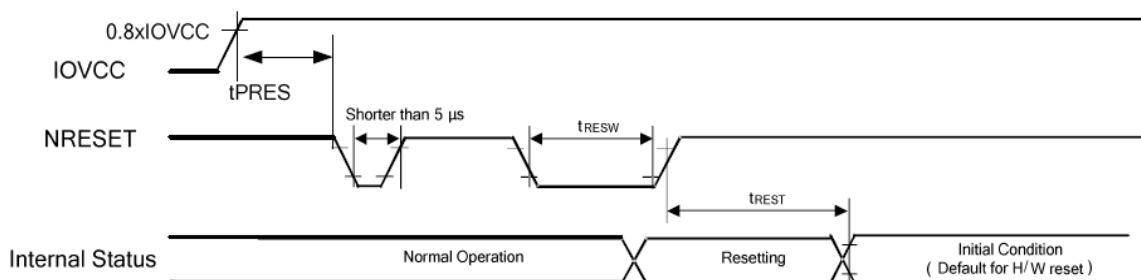 0.8xIOVCC
IOVCC
tPRES
Shorter than 5 µs
NRESET
tRESW
tREST
Internal Status
Normal Operation
Resetting
Initial Condition
( Default for H/W reset )